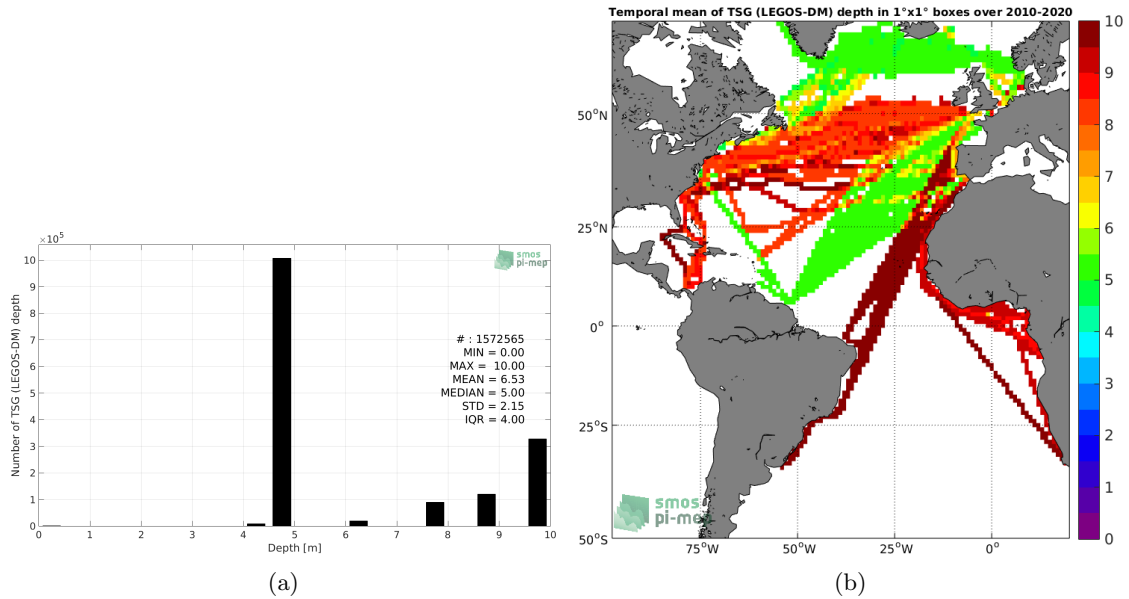 ×10⁵
10
9
8
7
6
5
4
3
2
1
0
Number of TSG (LEGOS-DM) depth
smos
pi-mep
# : 1572565
MIN = 0.00
MAX = 10.00
MEAN = 6.53
MEDIAN = 5.00
STD = 2.15
IQR = 4.00
0 1 2 3 4 5 6 7 8 9 10
Depth [m]
(a)
Temporal mean of TSG (LEGOS-DM) depth in 1°x1° boxes over 2010-2020
50°N
25°N
0°
25°S
50°S
75°W 50°W 25°W 0°
smos
pi-mep
10
9
8
7
6
5
4
3
2
1
0
(b)